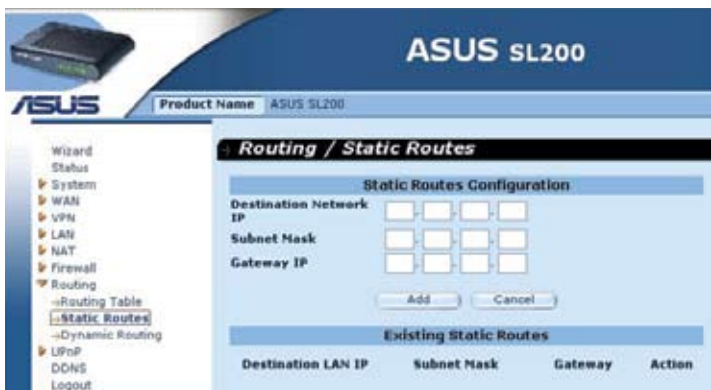 ASUS SL200
ASUS
Product Name ASUS SL200
Wizard
Status
System
WAN
VPN
LAN
NAT
Firewall
Routing
Routing Table
Static Routes
Dynamic Routing
UPnP
DDNS
Logout
Routing / Static Routes
Static Routes Configuration
Destination Network IP
Subnet Mask
Gateway IP
Add Cancel
Existing Static Routes
Destination LAN IP Subnet Mask Gateway Action